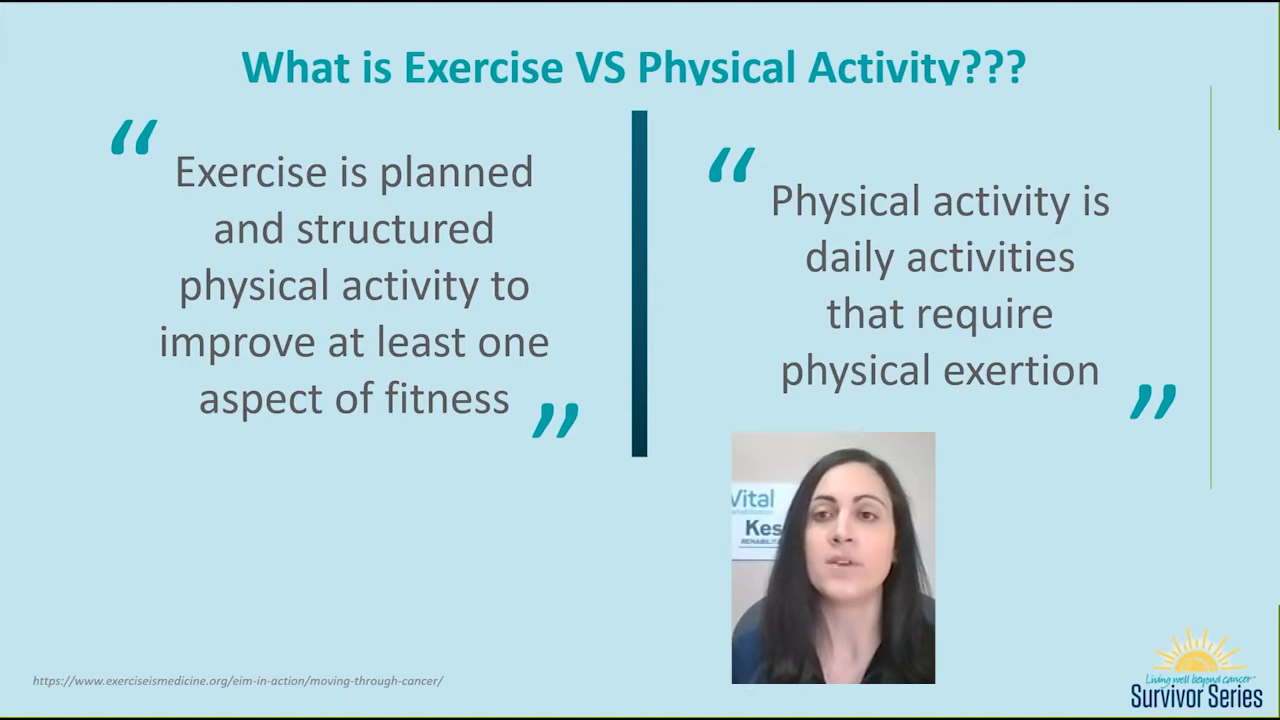 What is Exercise VS Physical Activity???
“
Exercise is planned
and structured
physical activity to
improve at least one
aspect of fitness
”
“
Physical activity is
daily activities
that require
physical exertion
”
Vital
Kes
https://www.exerciseismedicine.org/eim-in-action/moving-through-cancer/
Living well beyond cancer™
Survivor Series